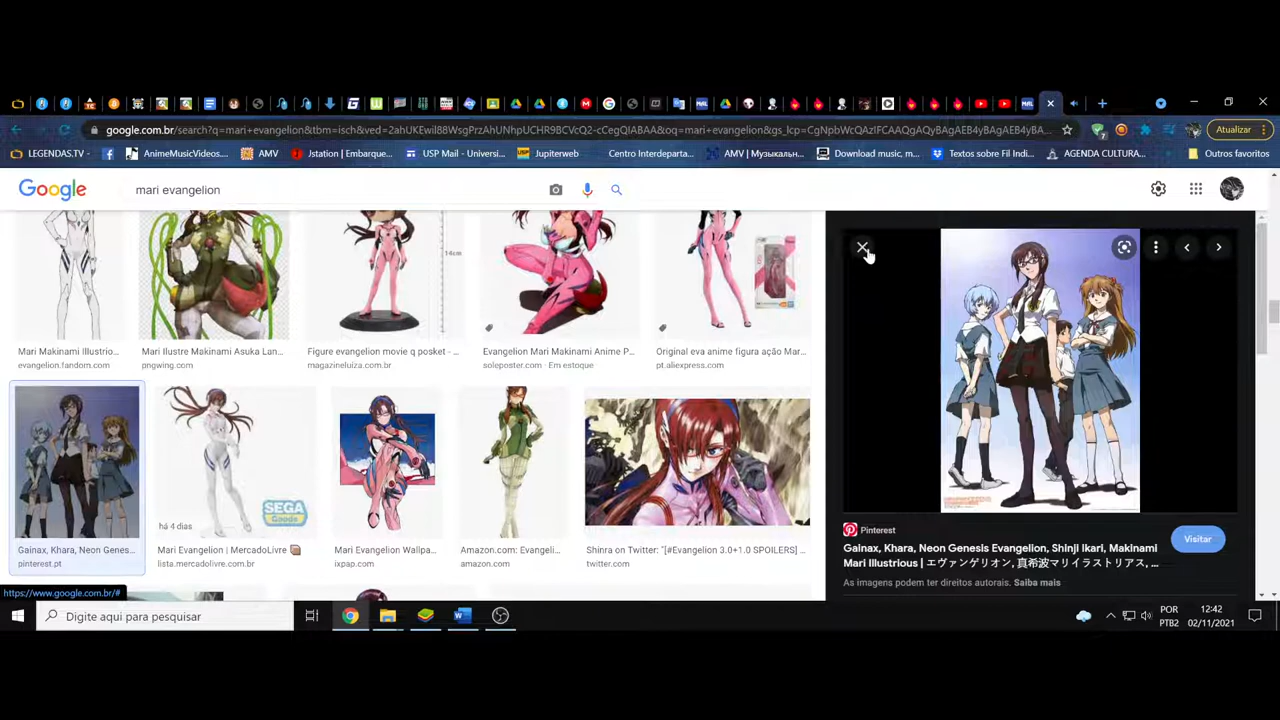 google.com.br/search?q=mari+evangelion&tbm=isch&ved=2ahUKEwil88WsgPrzAhUNhpUCHR9BCVcQ2-cCegQIABAA&oq=mari+evangelion&gs_lcp=CgNpbWcQAzIFCAAQgAQyBAgAEB4yBAgAEB4yBAgAEB4yBAgAEB4yBAgAEB4yBAgAEB4...
Atualizar
LEGENDAS.TV -
AnimeMusicVideos....
AMV
Jstation | Embarque...
USP Mail - Universi...
Jupiterweb
Centro Interdeparta...
AMV | Музыкальн...
Download music, m...
Textos sobre Fil Indi...
AGENDA CULTURA...
Outros favoritos
Google
mari evangelion
14cm
Mari Makinami Illustrio...
evangelion.fandom.com
Mari Ilustre Makinami Asuka Lan...
pngwing.com
Figure evangelion movie q posket - ...
magazineluiza.com.br
Evangelion Mari Makinami Anime P...
soleposter.com · Em estoque
Original eva anime figura ação Mar...
pt.aliexpress.com
há 4 dias
SEGA
Goods
Gainax, Khara, Neon Genes...
pinterest.pt
Mari Evangelion | MercadoLivre
lista.mercadolivre.com.br
Mari Evangelion Wallpa...
ixpap.com
Amazon.com: Evangeli...
amazon.com
Shinra on Twitter: "[#Evangelion 3.0+1.0 SPOILERS] ...
twitter.com
Pinterest
Visitar
Gainax, Khara, Neon Genesis Evangelion, Shinji Ikari, Makinami
Mari Illustrious | エヴァンゲリオン, 真希波マリイラストリアス, ...
As imagens podem ter direitos autorais. Saiba mais
https://www.google.com.br/#
Digite aqui para pesquisar
POR
PTB2
12:42
02/11/2021